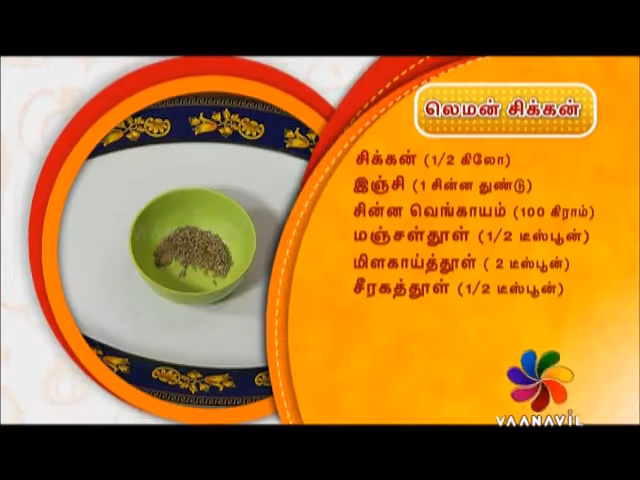 லெமன் சிக்கன்
சிக்கன் (1/2 கிலோ)
இஞ்சி (1 சின்ன துண்டு)
சின்ன வெங்காயம் (100 கிராம்)
மஞ்சள்தூள் (1/2 டீஸ்பூன்)
மிளகாய்த்தூள் ( 2 டீஸ்பூன்)
சீரகத்தூள் (1/2 டீஸ்பூன்)
VAANAVIL